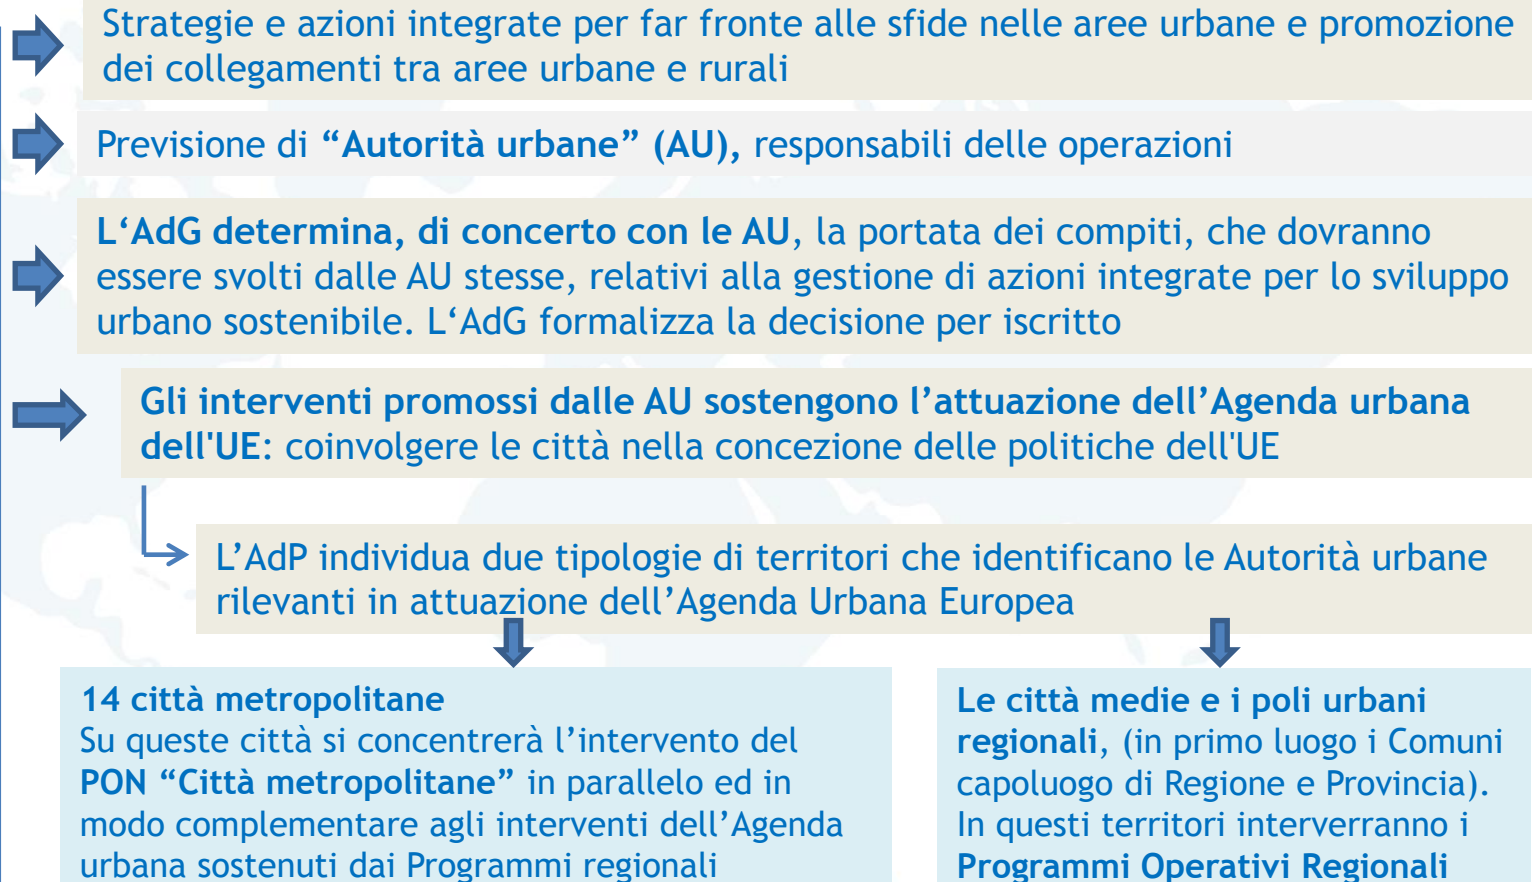 Strategie e azioni integrate per far fronte alle sfide nelle aree urbane e promozione
dei collegamenti tra aree urbane e rurali
Previsione di “Autorità urbane” (AU), responsabili delle operazioni
L‘AdG determina, di concerto con le AU, la portata dei compiti, che dovranno
essere svolti dalle AU stesse, relativi alla gestione di azioni integrate per lo sviluppo
urbano sostenibile. L‘AdG formalizza la decisione per iscritto
Gli interventi promossi dalle AU sostengono l’attuazione dell’Agenda urbana
dell'UE: coinvolgere le città nella concezione delle politiche dell'UE
L’AdP individua due tipologie di territori che identificano le Autorità urbane
rilevanti in attuazione dell’Agenda Urbana Europea
14 città metropolitane
Su queste città si concentrerà l’intervento del
PON “Città metropolitane” in parallelo ed in
modo complementare agli interventi dell’Agenda
urbana sostenuti dai Programmi regionali
Le città medie e i poli urbani
regionali, (in primo luogo i Comuni
capoluogo di Regione e Provincia).
In questi territori interverranno i
Programmi Operativi Regionali